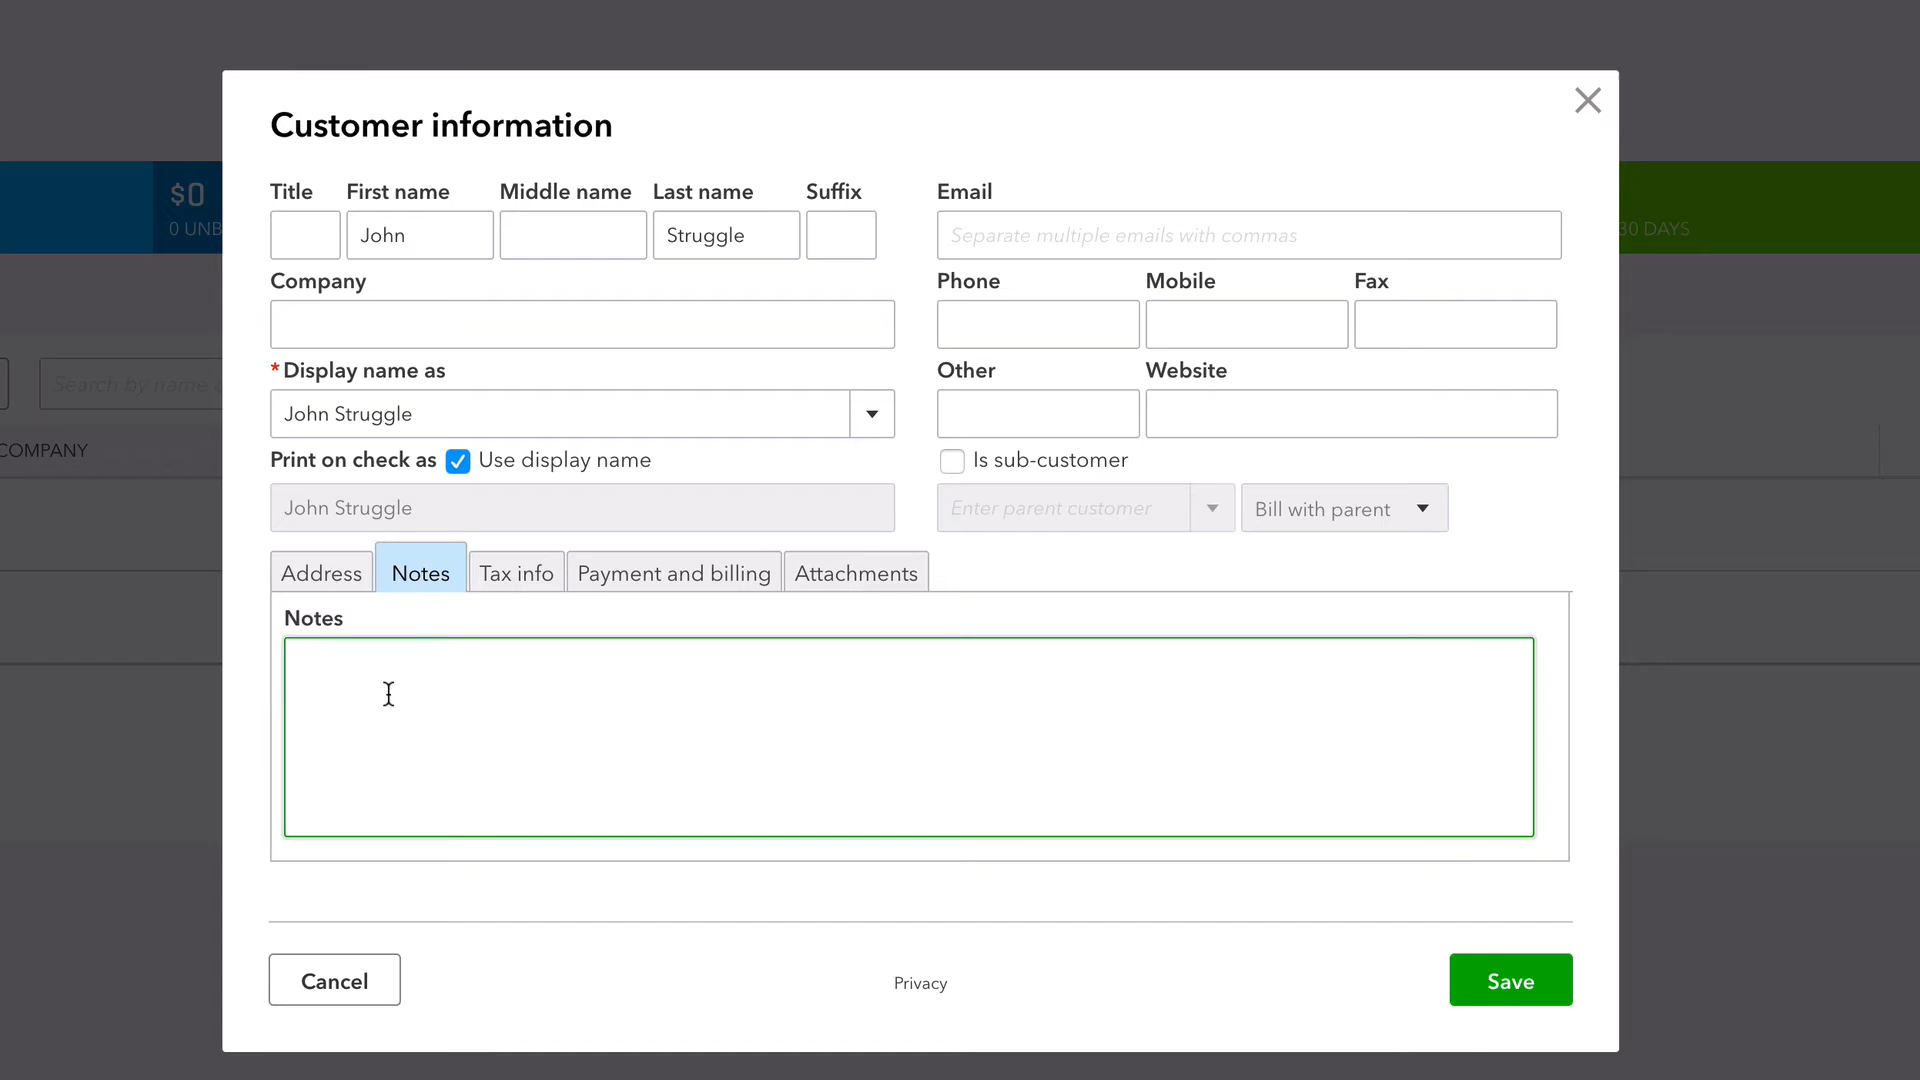 Customer information
Title First name Middle name Last name Suffix Email
John Struggle Separate multiple emails with commas
Company Phone Mobile Fax
* Display name as Other Website
John Struggle
Print on check as Use display name Is sub-customer
John Struggle Enter parent customer Bill with parent
Address Notes Tax info Payment and billing Attachments
Notes
Cancel Privacy Save
$0
0 UNB
30 DAYS
Search by name
COMPANY